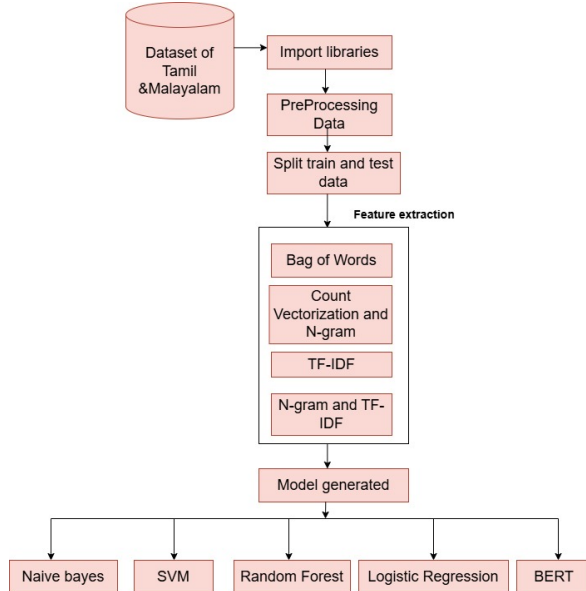 Dataset of
Tamil
&Malayalam
Import libraries
PreProcessing
Data
Split train and test
data
Feature extraction
Bag of Words
Count
Vectorization and
N-gram
TF-IDF
N-gram and TF-
IDF
Model generated
Naive bayes
SVM
Random Forest
Logistic Regression
BERT